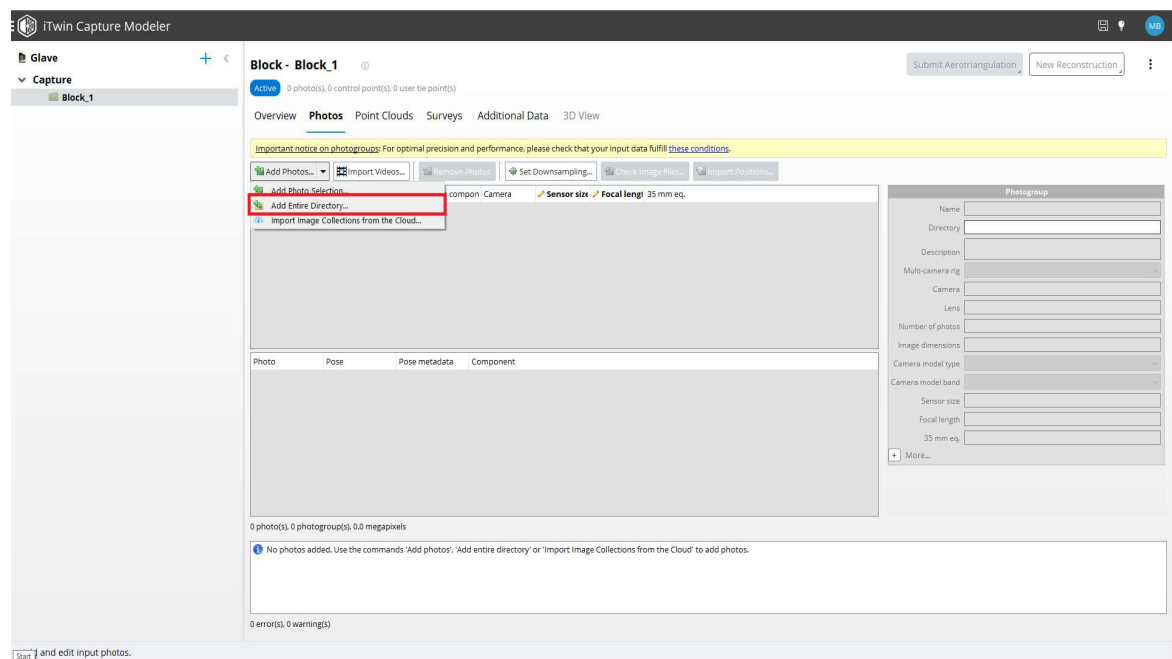 iTwin Capture Modeler
MB
Glave
Capture
Block_1
Block - Block_1
Submit Aerotriangulation
New Reconstruction
Active 0 photo(s), 0 control point(s), 0 user tie point(s)
Overview Photos Point Clouds Surveys Additional Data 3D View
Important notice on photogroups: For optimal precision and performance, please check that your input data fulfill these conditions.
Add Photos... Import Videos... Remove Photos Set Downsampling... Check Image Files... Import Positions...
Add Photo Selection...
compon Camera Sensor size Focal lengt 35 mm eq.
Add Entire Directory...
Import Image Collections from the Cloud...
Photogroup
Name
Directory
Description
Multi-camera rig
Camera
Lens
Number of photos
Image dimensions
Camera model type
Camera model band
Sensor size
Focal length
35 mm eq.
More...
Photo Pose Pose metadata Component
0 photo(s), 0 photogroup(s), 0.0 megapixels
No photos added. Use the commands 'Add photos', 'Add entire directory' or 'Import Image Collections from the Cloud' to add photos.
0 error(s), 0 warning(s)
Start and edit input photos.